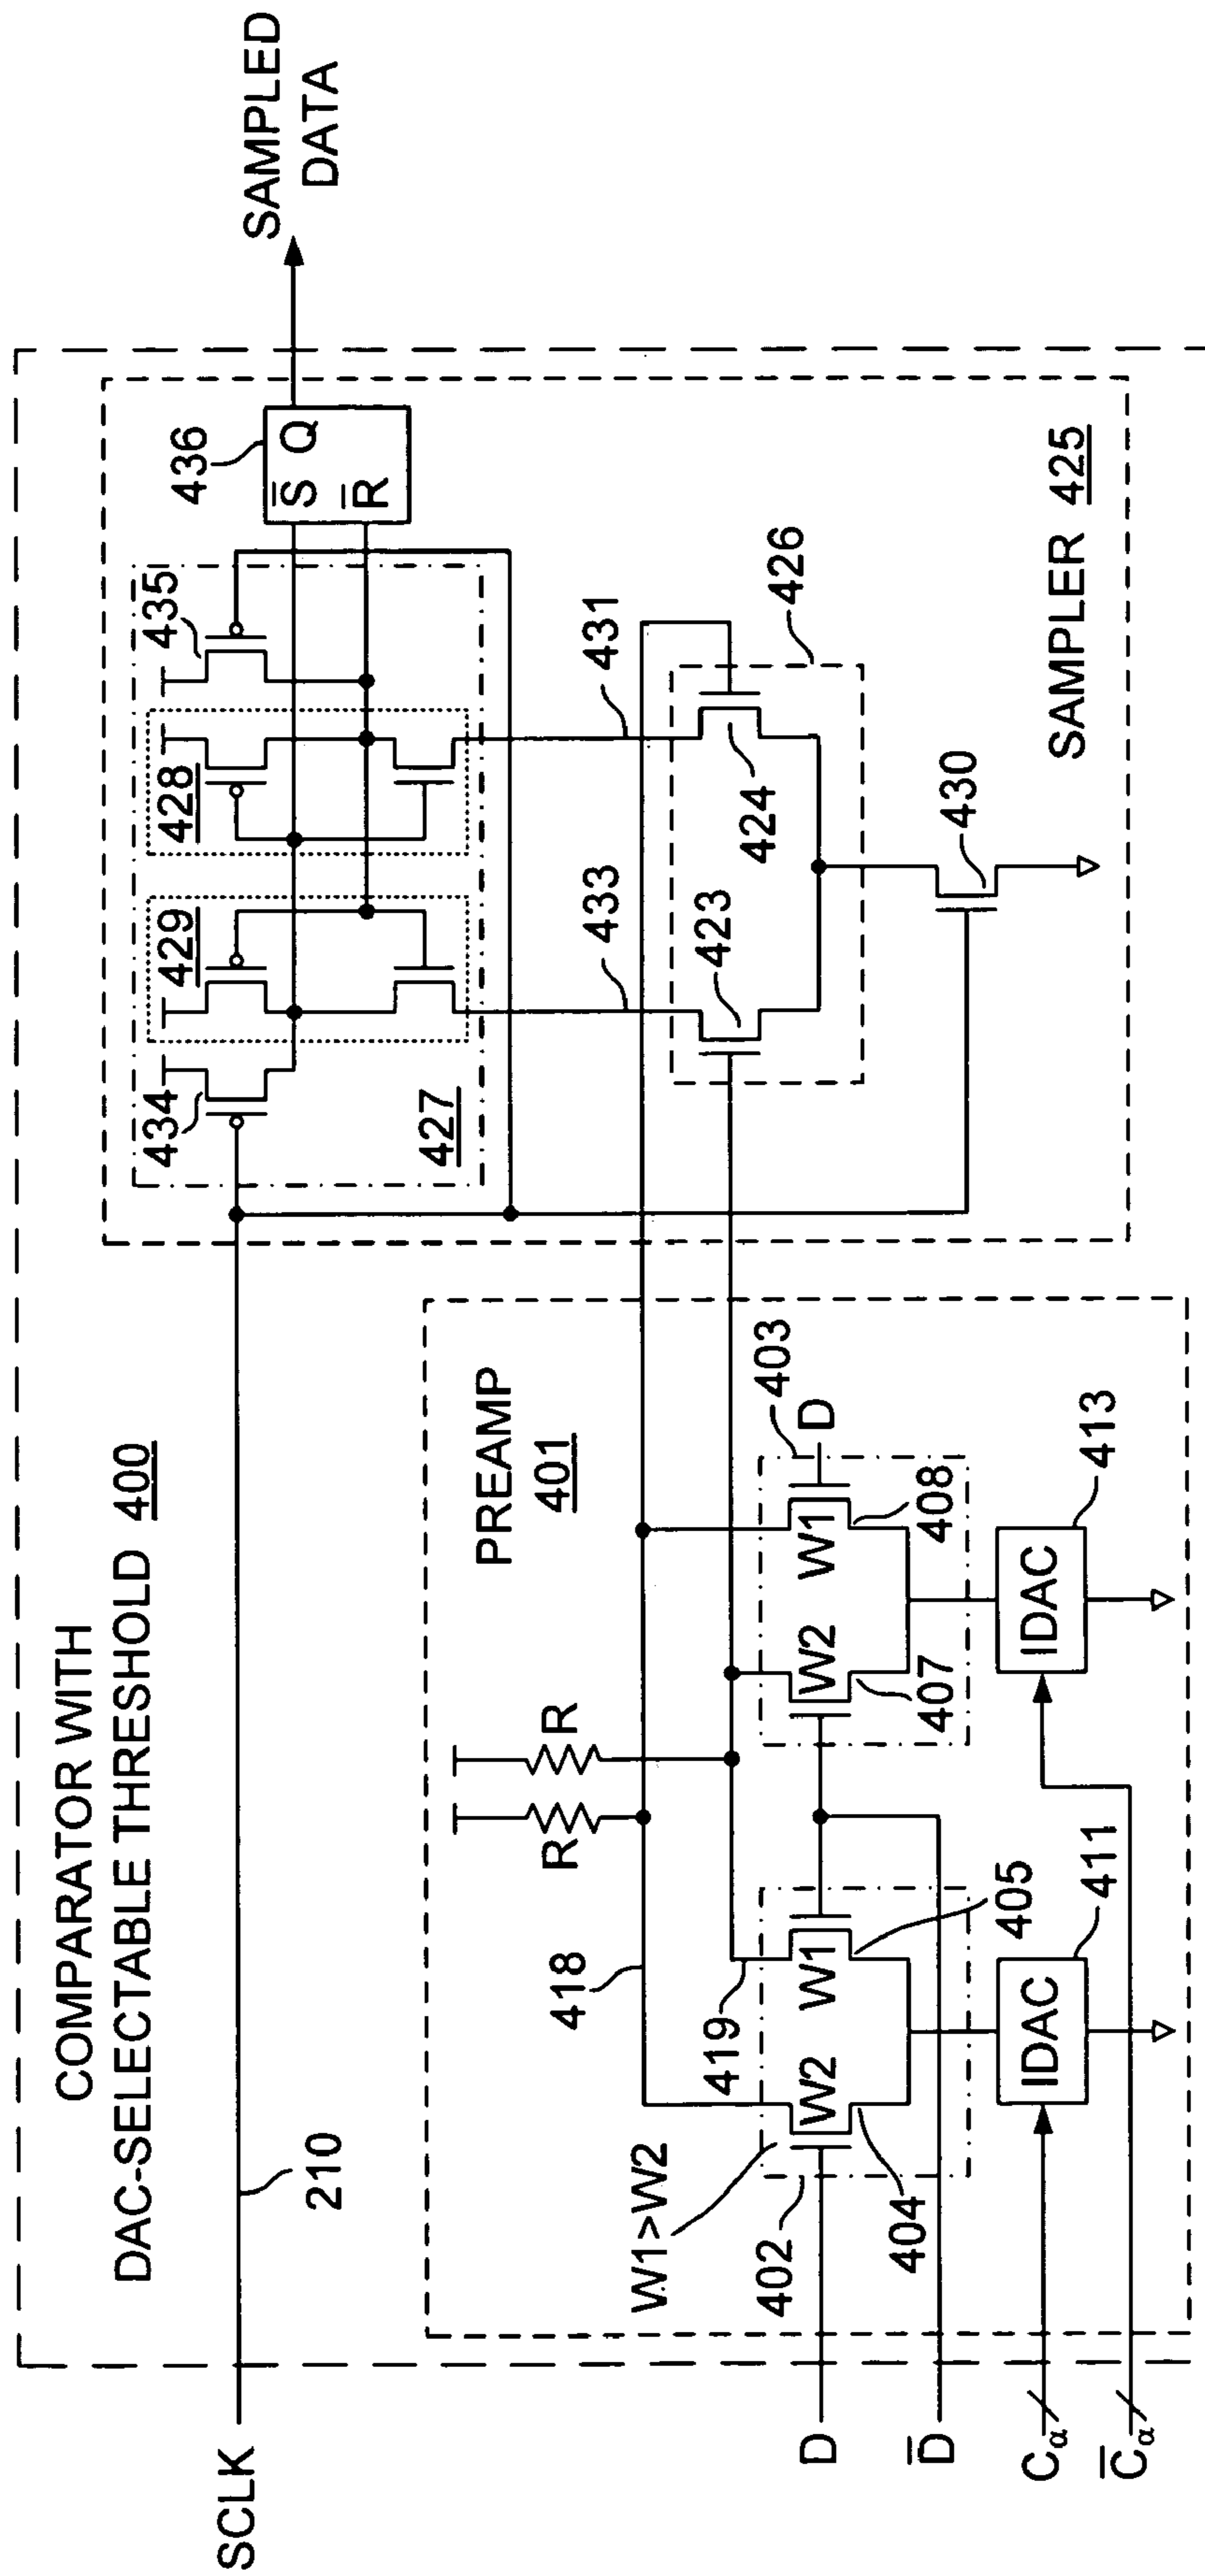 COMPARATOR WITH
DAC-SELECTABLE THRESHOLD 400
SCLK
210
SAMPLED
DATA
434
429
428
435
436
S̅ Q
R̅
427
433
431
423
424
426
430
SAMPLER 425
PREAMP
401
R
R
418
419
W1>W2
402
W2
W1
404
405
403
W2
W1
D
407
408
IDAC
411
IDAC
413
D
D̅
Cα
C̅α